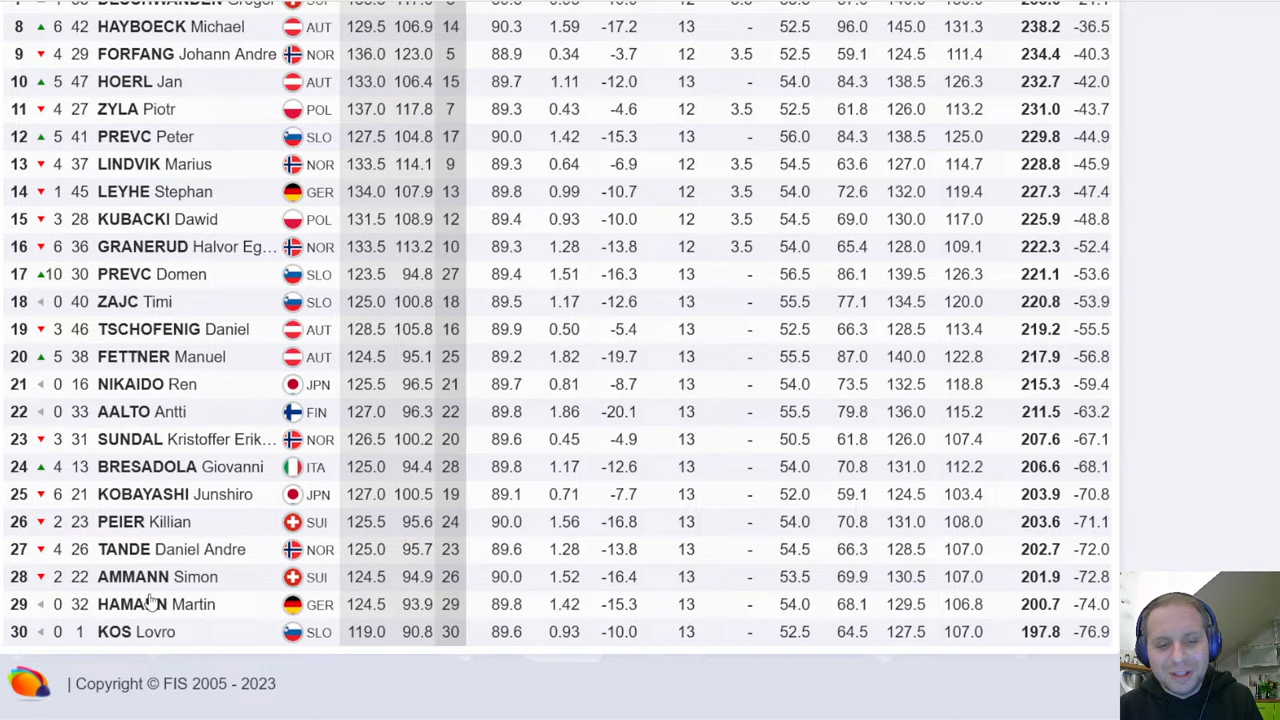 8 6 42 HAYBOECK Michael AUT 129.5 106.9 14 90.3 1.59 -17.2 13 - 52.5 96.0 145.0 131.3 238.2 -36.5
9 4 29 FORFANG Johann Andre NOR 136.0 123.0 5 88.9 0.34 -3.7 12 3.5 52.5 59.1 124.5 111.4 234.4 -40.3
10 5 47 HOERL Jan AUT 133.0 106.4 15 89.7 1.11 -12.0 13 - 54.0 84.3 138.5 126.3 232.7 -42.0
11 4 27 ZYLA Piotr POL 137.0 117.8 7 89.3 0.43 -4.6 12 3.5 52.5 61.8 126.0 113.2 231.0 -43.7
12 5 41 PREVC Peter SLO 127.5 104.8 17 90.0 1.42 -15.3 13 - 56.0 84.3 138.5 125.0 229.8 -44.9
13 4 37 LINDVIK Marius NOR 133.5 114.1 9 89.3 0.64 -6.9 12 3.5 54.5 63.6 127.0 114.7 228.8 -45.9
14 1 45 LEYHE Stephan GER 134.0 107.9 13 89.8 0.99 -10.7 12 3.5 54.0 72.6 132.0 119.4 227.3 -47.4
15 3 28 KUBACKI Dawid POL 131.5 108.9 12 89.4 0.93 -10.0 12 3.5 54.5 69.0 130.0 117.0 225.9 -48.8
16 6 36 GRANERUD Halvor Eg... NOR 133.5 113.2 10 89.3 1.28 -13.8 12 3.5 54.0 65.4 128.0 109.1 222.3 -52.4
17 10 30 PREVC Domen SLO 123.5 94.8 27 89.4 1.51 -16.3 13 - 56.5 86.1 139.5 126.3 221.1 -53.6
18 0 40 ZAJC Timi SLO 125.0 100.8 18 89.5 1.17 -12.6 13 - 55.5 77.1 134.5 120.0 220.8 -53.9
19 3 46 TSCHOFENIG Daniel AUT 128.5 105.8 16 89.9 0.50 -5.4 13 - 52.5 66.3 128.5 113.4 219.2 -55.5
20 5 38 FETTNER Manuel AUT 124.5 95.1 25 89.2 1.82 -19.7 13 - 55.5 87.0 140.0 122.8 217.9 -56.8
21 0 16 NIKAIDO Ren JPN 125.5 96.5 21 89.7 0.81 -8.7 13 - 54.0 73.5 132.5 118.8 215.3 -59.4
22 0 33 AALTO Antti FIN 127.0 96.3 22 89.8 1.86 -20.1 13 - 55.5 79.8 136.0 115.2 211.5 -63.2
23 3 31 SUNDAL Kristoffer Erik... NOR 126.5 100.2 20 89.6 0.45 -4.9 13 - 50.5 61.8 126.0 107.4 207.6 -67.1
24 4 13 BRESADOLA Giovanni ITA 125.0 94.4 28 89.8 1.17 -12.6 13 - 54.0 70.8 131.0 112.2 206.6 -68.1
25 6 21 KOBAYASHI Junshiro JPN 127.0 100.5 19 89.1 0.71 -7.7 13 - 52.0 59.1 124.5 103.4 203.9 -70.8
26 2 23 PEIER Killian SUI 125.5 95.6 24 90.0 1.56 -16.8 13 - 54.0 70.8 131.0 108.0 203.6 -71.1
27 4 26 TANDE Daniel Andre NOR 125.0 95.7 23 89.6 1.28 -13.8 13 - 54.5 66.3 128.5 107.0 202.7 -72.0
28 2 22 AMMANN Simon SUI 124.5 94.9 26 90.0 1.52 -16.4 13 - 53.5 69.9 130.5 107.0 201.9 -72.8
29 0 32 HAMANN Martin GER 124.5 93.9 29 89.8 1.42 -15.3 13 - 54.0 68.1 129.5 106.8 200.7 -74.0
30 0 1 KOS Lovro SLO 119.0 90.8 30 89.6 0.93 -10.0 13 - 52.5 64.5 127.5 107.0 197.8 -76.9
| Copyright © FIS 2005 - 2023